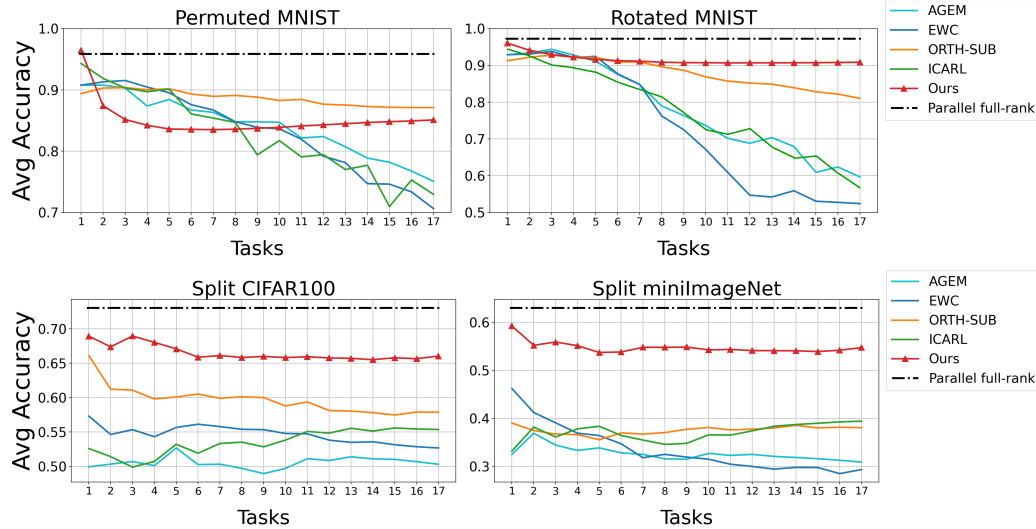 Permuted MNIST
Avg Accuracy
1.0
0.9
0.8
0.7
1 2 3 4 5 6 7 8 9 10 11 12 13 14 15 16 17
Tasks
Rotated MNIST
1.0
0.9
0.8
0.7
0.6
0.5
1 2 3 4 5 6 7 8 9 10 11 12 13 14 15 16 17
Tasks
AGEM
EWC
ORTH-SUB
ICARL
Ours
Parallel full-rank
Split CIFAR100
Avg Accuracy
0.70
0.65
0.60
0.55
0.50
1 2 3 4 5 6 7 8 9 10 11 12 13 14 15 16 17
Tasks
Split miniImageNet
0.6
0.5
0.4
0.3
1 2 3 4 5 6 7 8 9 10 11 12 13 14 15 16 17
Tasks
AGEM
EWC
ORTH-SUB
ICARL
Ours
Parallel full-rank